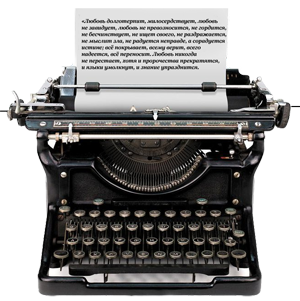 «Любовь долготерпит, милосердствует, любовь
не завидует, любовь не превозносится, не гордится,
не бесчинствует, не ищет своего, не раздражается,
не мыслит зла, не радуется неправде, а сорадуется
истине; всё покрывает, всему верит, всего
надеется, всё переносит. Любовь никогда
не перестает, хотя и пророчества прекратятся,
и языки умолкнут, и знание упразднится.